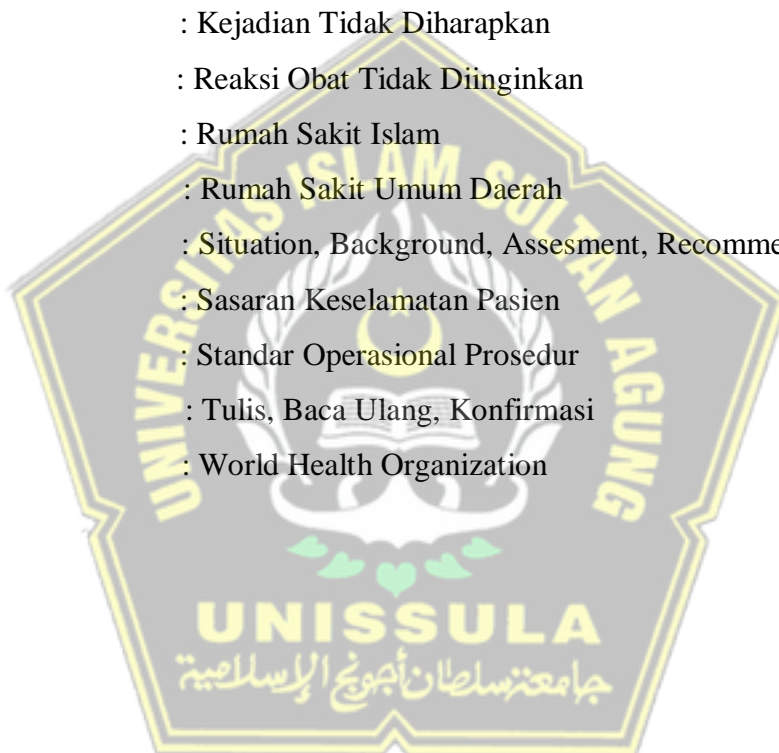 : Kejadian Tidak Diharapkan
: Reaksi Obat Tidak Diinginkan
: Rumah Sakit Islam
: Rumah Sakit Umum Daerah
: Situation, Background, Assesment, Recomme
: Sasaran Keselamatan Pasien
: Standar Operasional Prosedur
: Tulis, Baca Ulang, Konfirmasi
: World Health Organization
UNIVERSITAS ISLAM SULTAN AGUNG
UNISSULA
جامعة سلطان أجونج الإسلامية